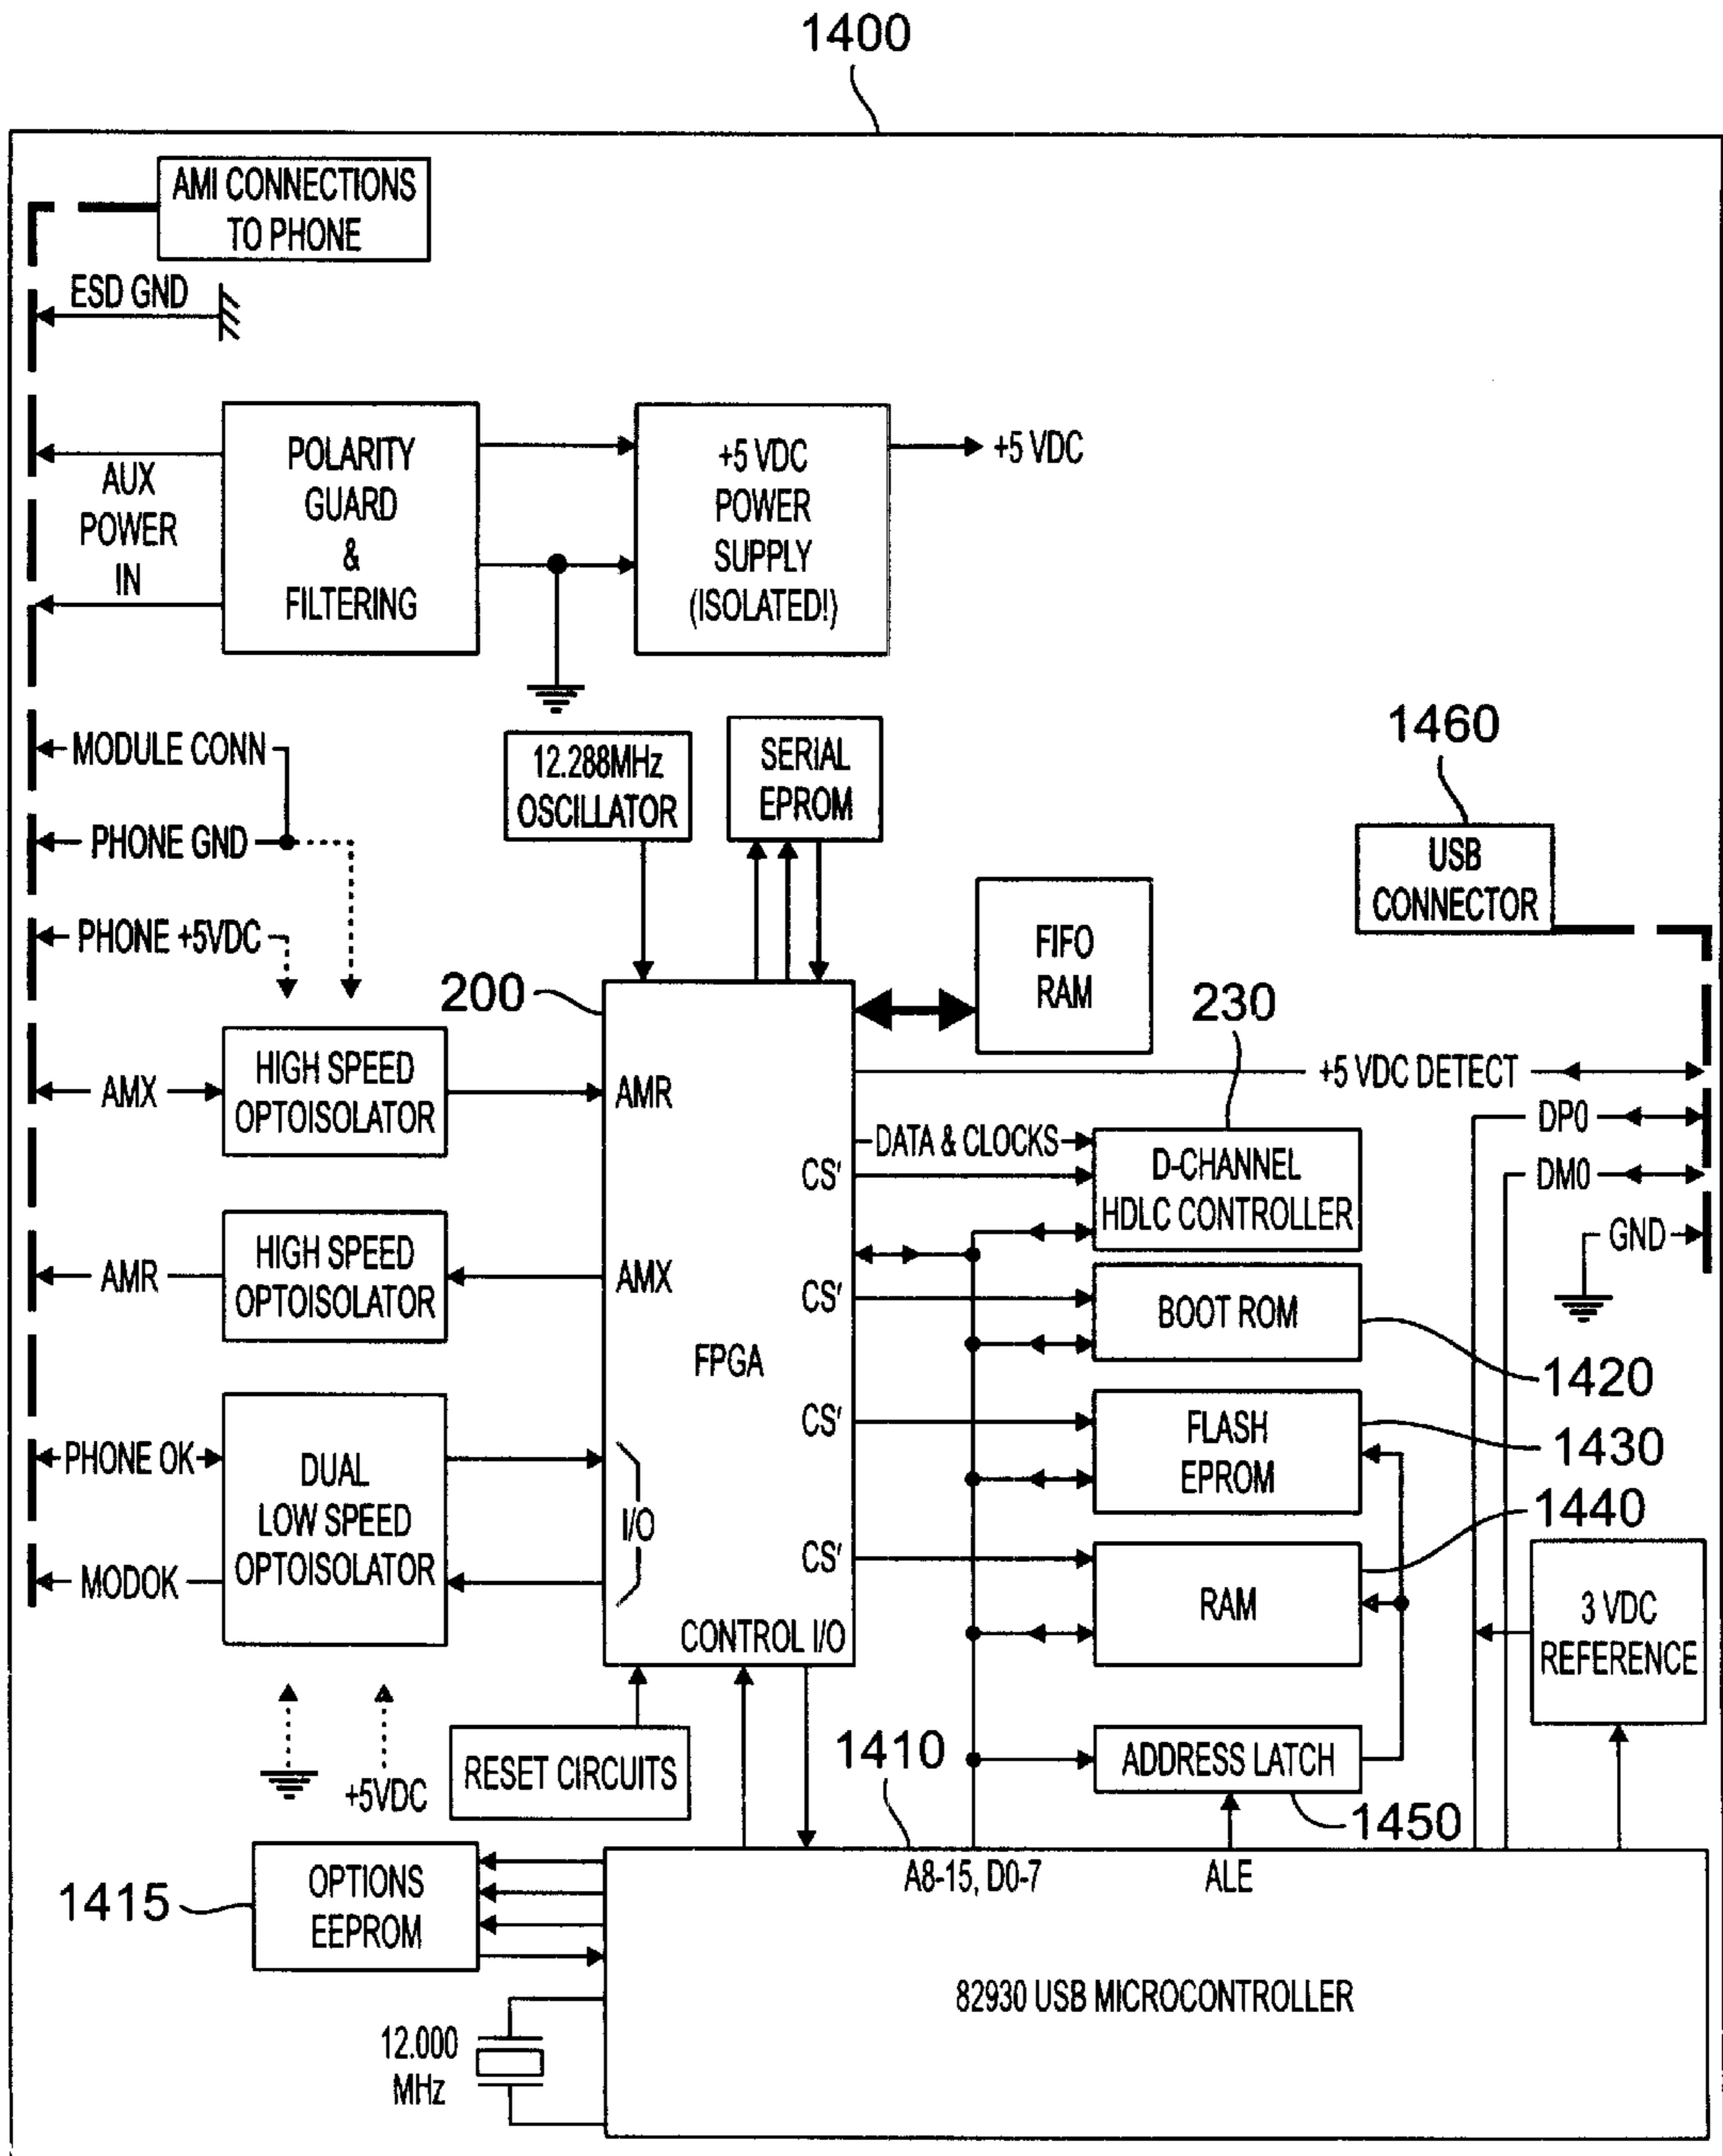 1400
AMI CONNECTIONS
TO PHONE
ESD GND
POLARITY
GUARD
&
FILTERING
+5 VDC
POWER
SUPPLY
(ISOLATED!)
+5 VDC
AUX
POWER
IN
MODULE CONN
PHONE GND
PHONE +5VDC
12.288MHz
OSCILLATOR
SERIAL
EPROM
1460
USB
CONNECTOR
FIFO
RAM
200
230
AMX
HIGH SPEED
OPTOISOLATOR
AMR
+5 VDC DETECT
DP0
DATA & CLOCKS
CS'
D-CHANNEL
HDLC CONTROLLER
DM0
GND
AMR
HIGH SPEED
OPTOISOLATOR
AMX
CS'
BOOT ROM
1420
FPGA
PHONE OK
DUAL
LOW SPEED
OPTOISOLATOR
MODOK
I/O
CS'
FLASH
EPROM
1430
1440
CS'
RAM
3 VDC
REFERENCE
CONTROL I/O
+5VDC
RESET CIRCUITS
1410
ADDRESS LATCH
1450
1415
OPTIONS
EEPROM
A8-15, D0-7
ALE
82930 USB MICROCONTROLLER
12.000
MHz